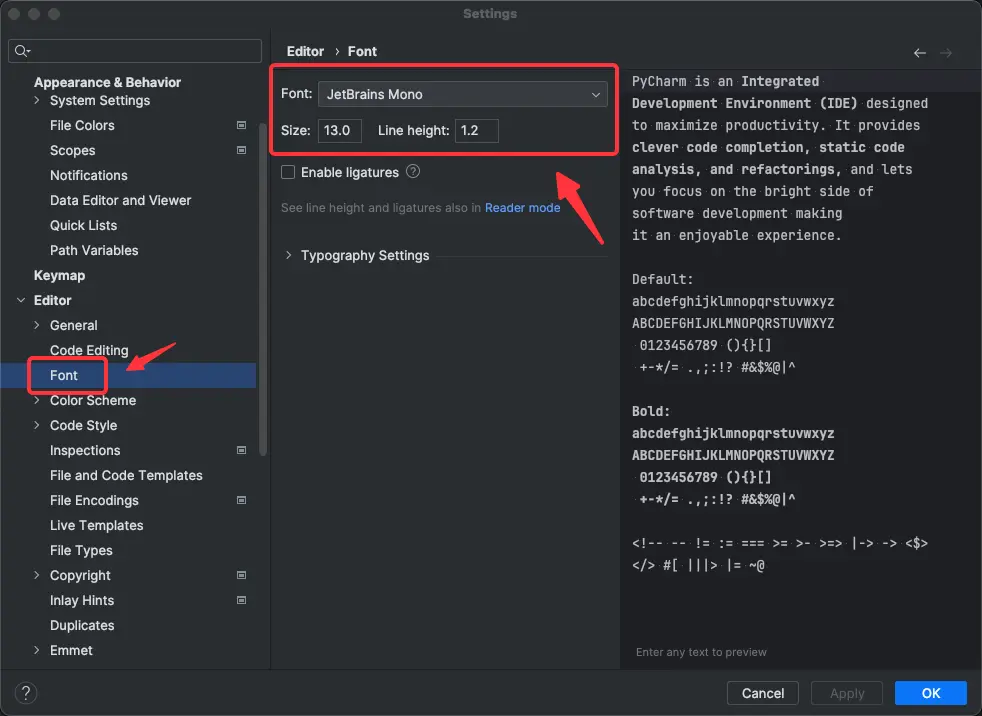 Settings
Appearance & Behavior
System Settings
File Colors
Scopes
Notifications
Data Editor and Viewer
Quick Lists
Path Variables
Keymap
Editor
General
Code Editing
Font
Color Scheme
Code Style
Inspections
File and Code Templates
File Encodings
Live Templates
File Types
Copyright
Inlay Hints
Duplicates
Emmet
Editor › Font
Font: JetBrains Mono
Size: 13.0 Line height: 1.2
Enable ligatures ?
See line height and ligatures also in Reader mode
Typography Settings
PyCharm is an Integrated
Development Environment (IDE) designed
to maximize productivity. It provides
clever code completion, static code
analysis, and refactorings, and lets
you focus on the bright side of
software development making
it an enjoyable experience.
Default:
abcdefghijklmnopqrstuvwxyz
ABCDEFGHIJKLMNOPQRSTUVWXYZ
0123456789 (){}[]
+-*/= .,;:!? #&$%@|^
Bold:
abcdefghijklmnopqrstuvwxyz
ABCDEFGHIJKLMNOPQRSTUVWXYZ
0123456789 (){}[]
+-*/= .,;:!? #&$%@|^
<!-- -- != := === >= >- >=> |-> -> <$>
</> #[ |||> |= ~@
Enter any text to preview
?
Cancel
Apply
OK